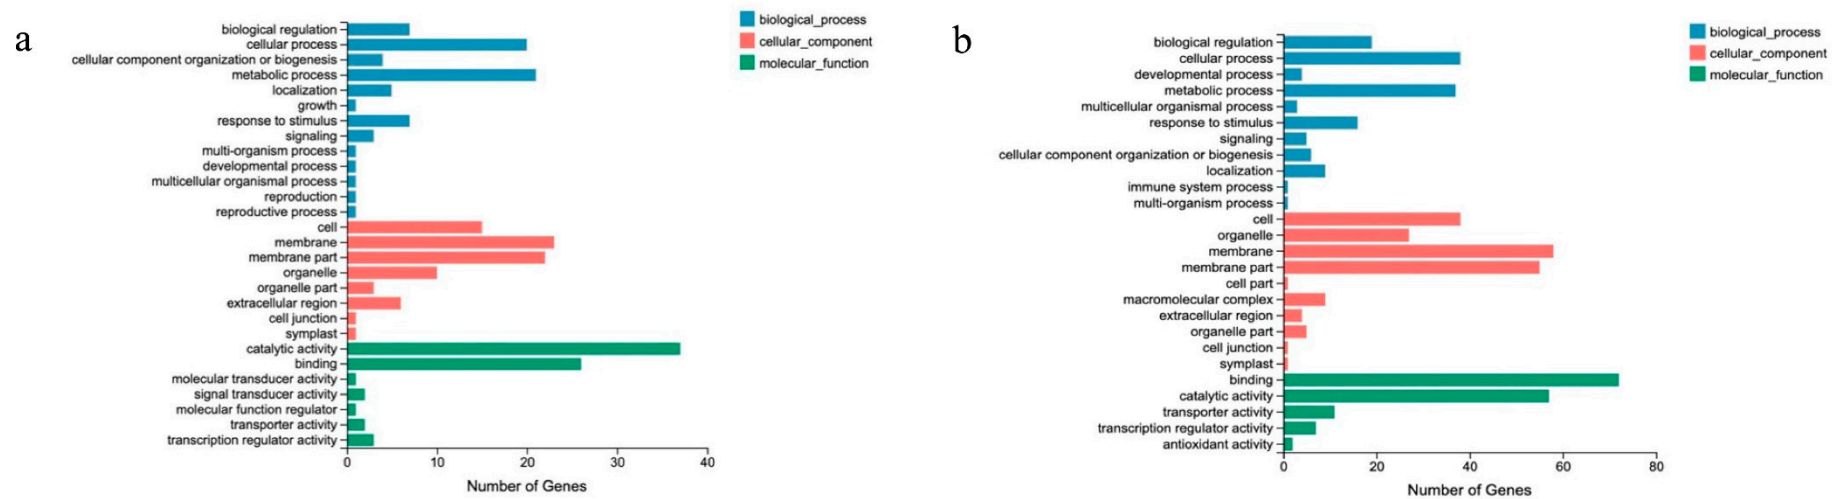 a
biological regulation
cellular process
cellular component organization or biogenesis
metabolic process
localization
growth
response to stimulus
signaling
multi-organism process
developmental process
multicellular organismal process
reproduction
reproductive process
cell
membrane
membrane part
organelle
organelle part
extracellular region
cell junction
symplast
catalytic activity
binding
molecular transducer activity
signal transducer activity
molecular function regulator
transporter activity
transcription regulator activity
0 10 20 30 40
Number of Genes
biological_process
cellular_component
molecular_function
b
biological regulation
cellular process
developmental process
metabolic process
multicellular organismal process
response to stimulus
signaling
cellular component organization or biogenesis
localization
immune system process
multi-organism process
cell
organelle
membrane
membrane part
cell part
macromolecular complex
extracellular region
organelle part
cell junction
symplast
binding
catalytic activity
transporter activity
transcription regulator activity
antioxidant activity
0 20 40 60 80
Number of Genes
biological_process
cellular_component
molecular_function